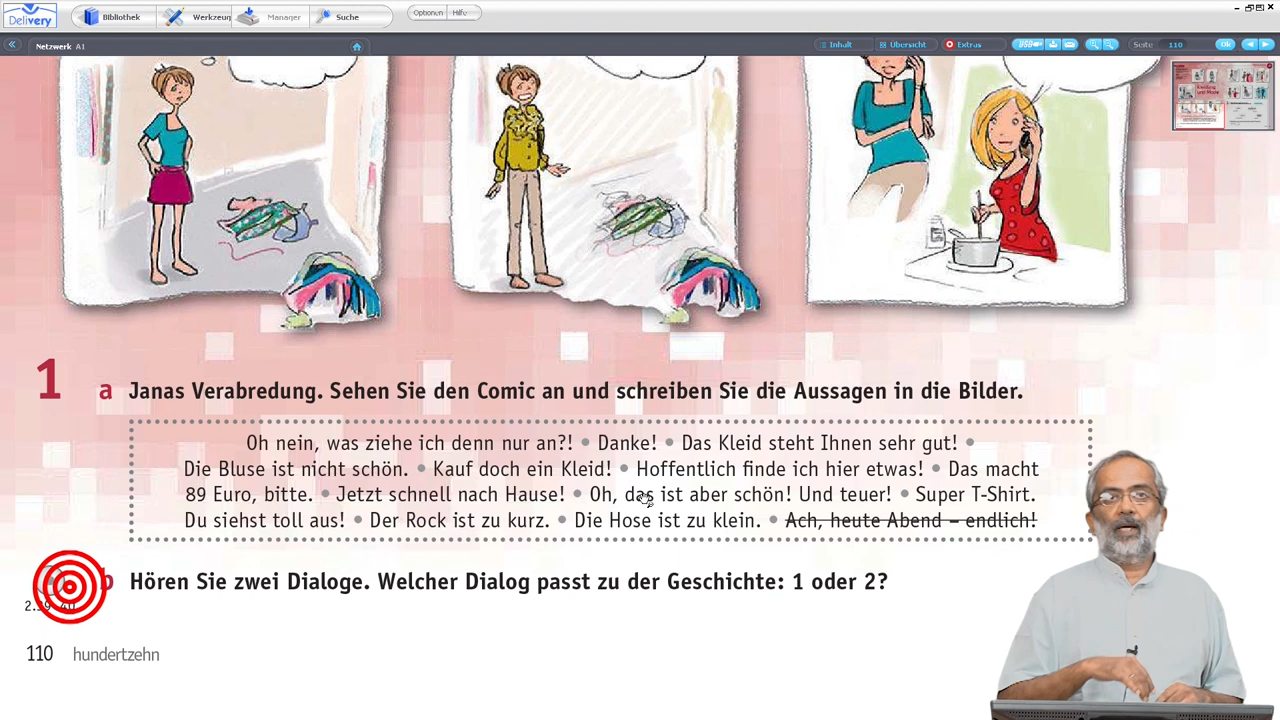 Delivery
Bibliothek
Werkzeug
Manager
Suche
Optionen
Hilfe
Netzwerk A1
Inhalt
Übersicht
Extras
Seite 110
Ok
1
a Janas Verabredung. Sehen Sie den Comic an und schreiben Sie die Aussagen in die Bilder.
Oh nein, was ziehe ich denn nur an?! • Danke! • Das Kleid steht Ihnen sehr gut! •
Die Bluse ist nicht schön. • Kauf doch ein Kleid! • Hoffentlich finde ich hier etwas! • Das macht
89 Euro, bitte. • Jetzt schnell nach Hause! • Oh, das ist aber schön! Und teuer! • Super T-Shirt.
Du siehst toll aus! • Der Rock ist zu kurz. • Die Hose ist zu klein. • Ach, heute Abend – endlich!
b Hören Sie zwei Dialoge. Welcher Dialog passt zu der Geschichte: 1 oder 2?
110 hundertzehn